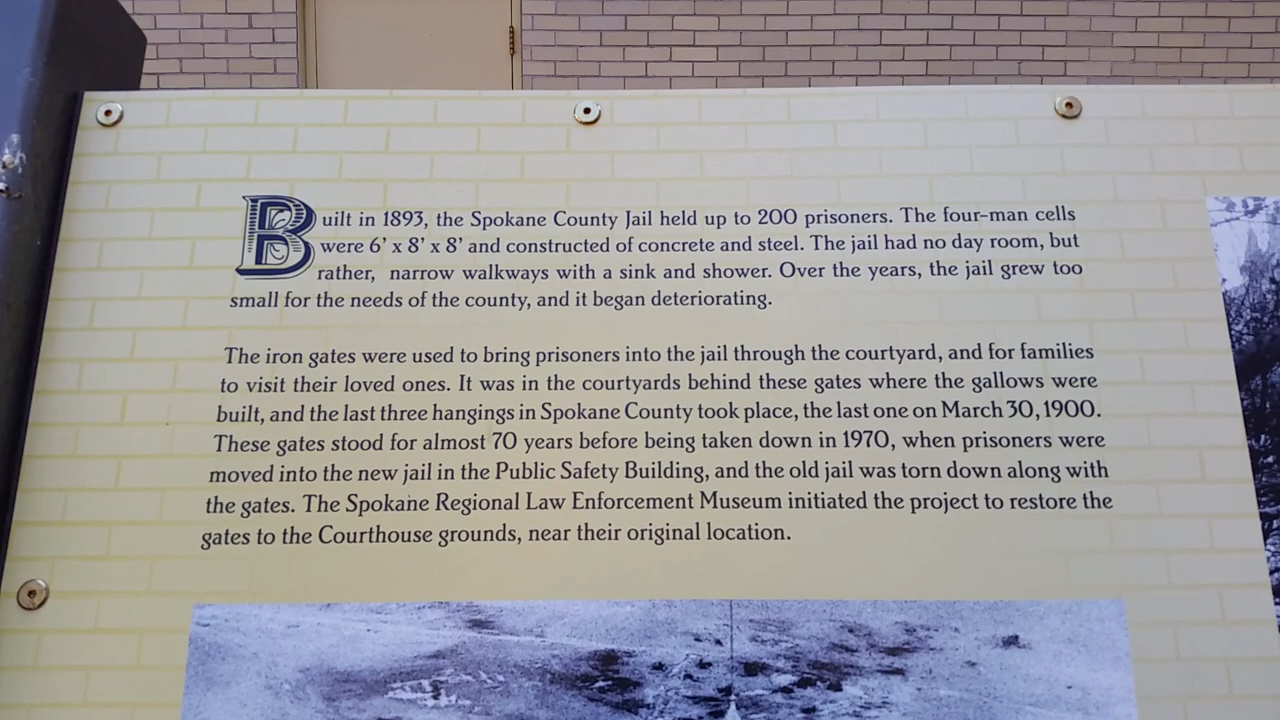 Built in 1893, the Spokane County Jail held up to 200 prisoners. The four-man cells
were 6' x 8' x 8' and constructed of concrete and steel. The jail had no day room, but
rather, narrow walkways with a sink and shower. Over the years, the jail grew too
small for the needs of the county, and it began deteriorating.
The iron gates were used to bring prisoners into the jail through the courtyard, and for families
to visit their loved ones. It was in the courtyards behind these gates where the gallows were
built, and the last three hangings in Spokane County took place, the last one on March 30, 1900.
These gates stood for almost 70 years before being taken down in 1970, when prisoners were
moved into the new jail in the Public Safety Building, and the old jail was torn down along with
the gates. The Spokane Regional Law Enforcement Museum initiated the project to restore the
gates to the Courthouse grounds, near their original location.